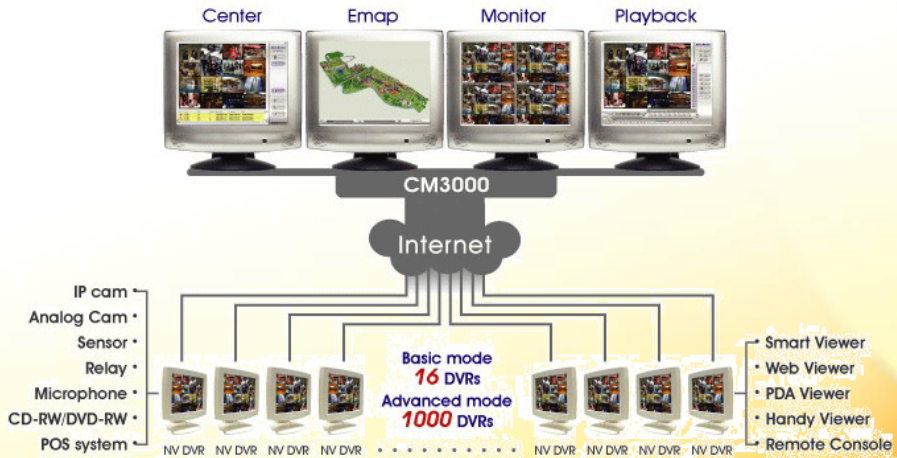 Center Emap Monitor Playback
CM3000
Internet
IP cam
Analog Cam
Sensor
Relay
Microphone
CD-RW/DVD-RW
POS system
Basic mode
16 DVRs
Advanced mode
1000 DVRs
Smart Viewer
Web Viewer
PDA Viewer
Handy Viewer
Remote Console
NV DVR NV DVR NV DVR NV DVR NV DVR NV DVR NV DVR NV DVR